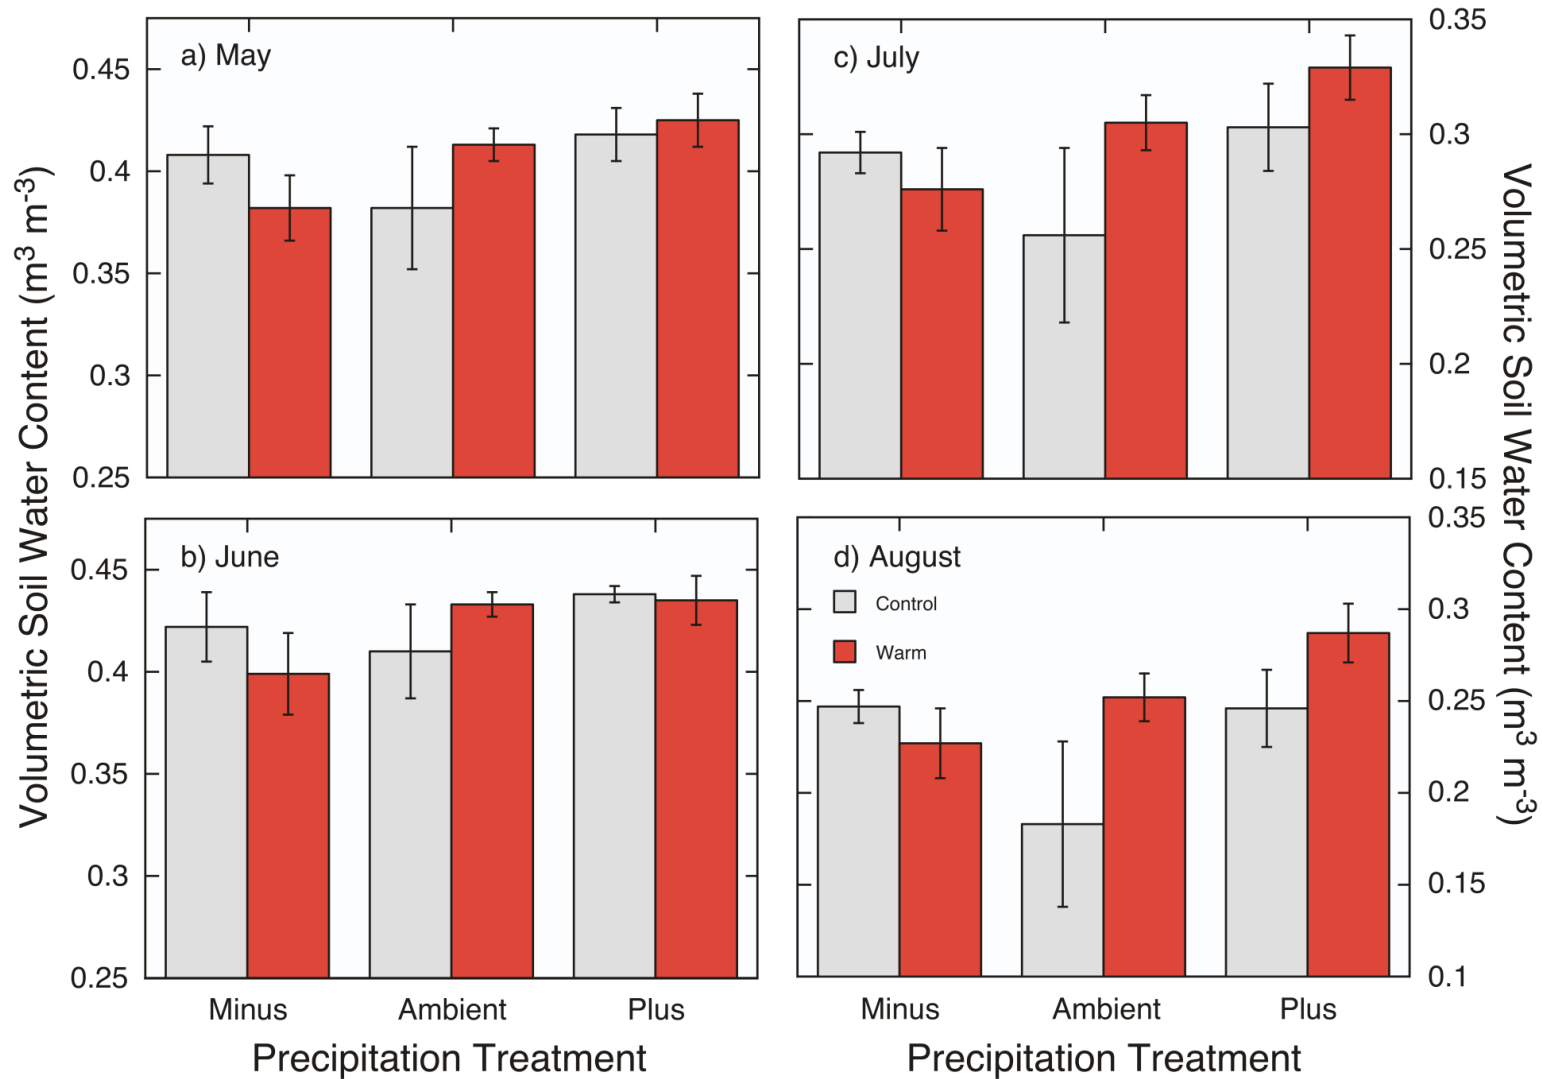 a) May
0.45
0.4
0.35
0.3
0.25
c) July
0.35
0.3
0.25
0.2
0.15
b) June
0.45
0.4
0.35
0.3
0.25
Minus
Ambient
Plus
Precipitation Treatment
d) August
Control
Warm
0.35
0.3
0.25
0.2
0.15
0.1
Minus
Ambient
Plus
Precipitation Treatment
Volumetric Soil Water Content (m³ m⁻³)
Volumetric Soil Water Content (m³ m⁻³)